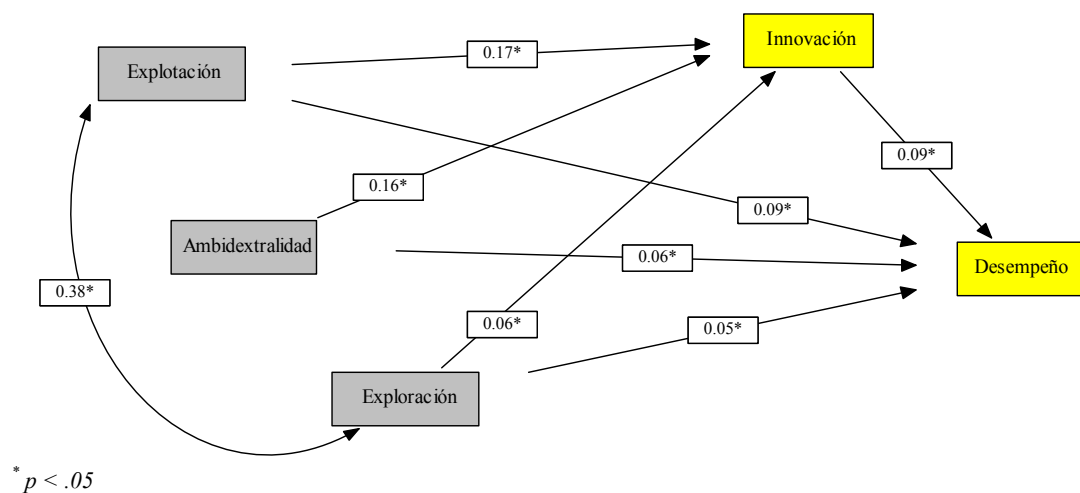 Innovación
0.17*
Explotación
0.09*
0.16*
0.09*
Ambidextralidad
0.06*
Desempeño
0.38*
0.06*
0.05*
Exploración
* p < .05